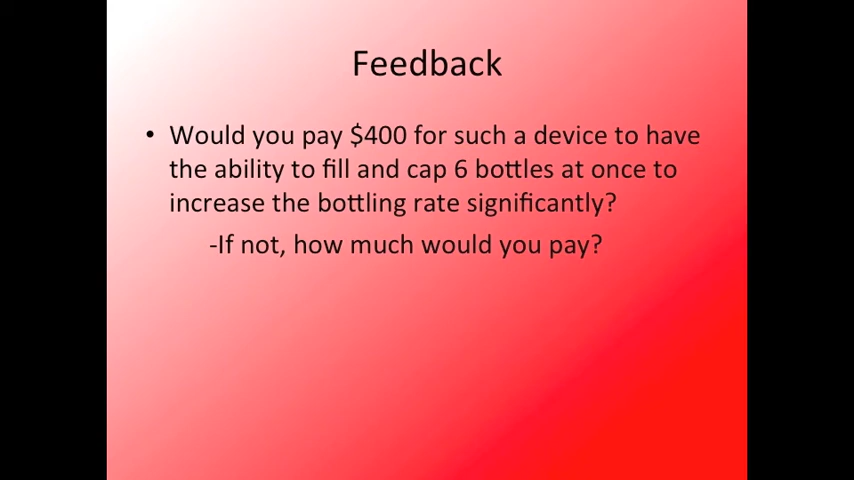 Feedback
• Would you pay $400 for such a device to have
the ability to fill and cap 6 bottles at once to
increase the bottling rate significantly?
-If not, how much would you pay?